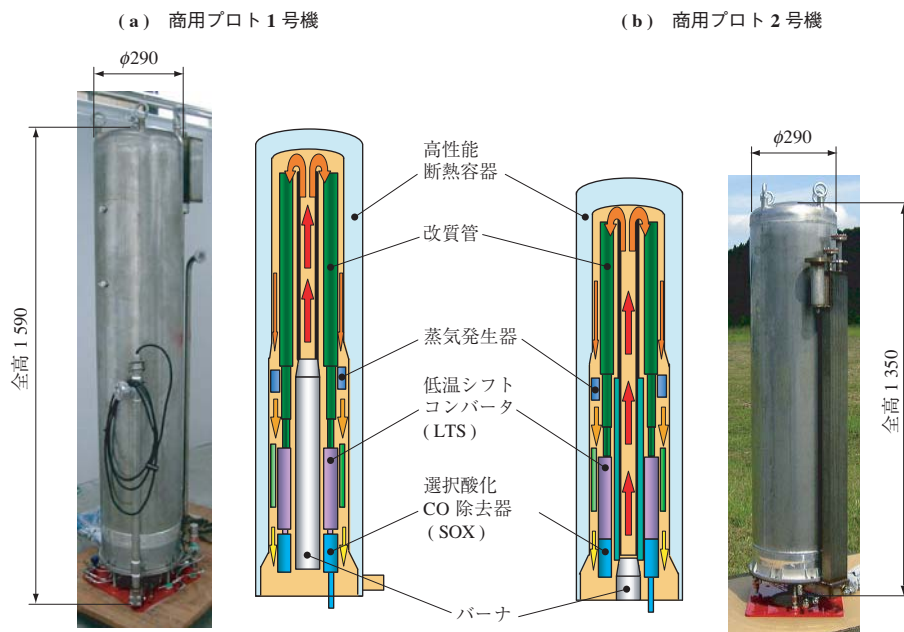 ( a ) 商用プロト 1 号機
( b ) 商用プロト 2 号機
φ290
全高 1 590
高性能
断熱容器
改質管
蒸気発生器
低温シフト
コンバータ
( LTS )
選択酸化
CO 除去器
( SOX )
バーナ
φ290
全高 1 350